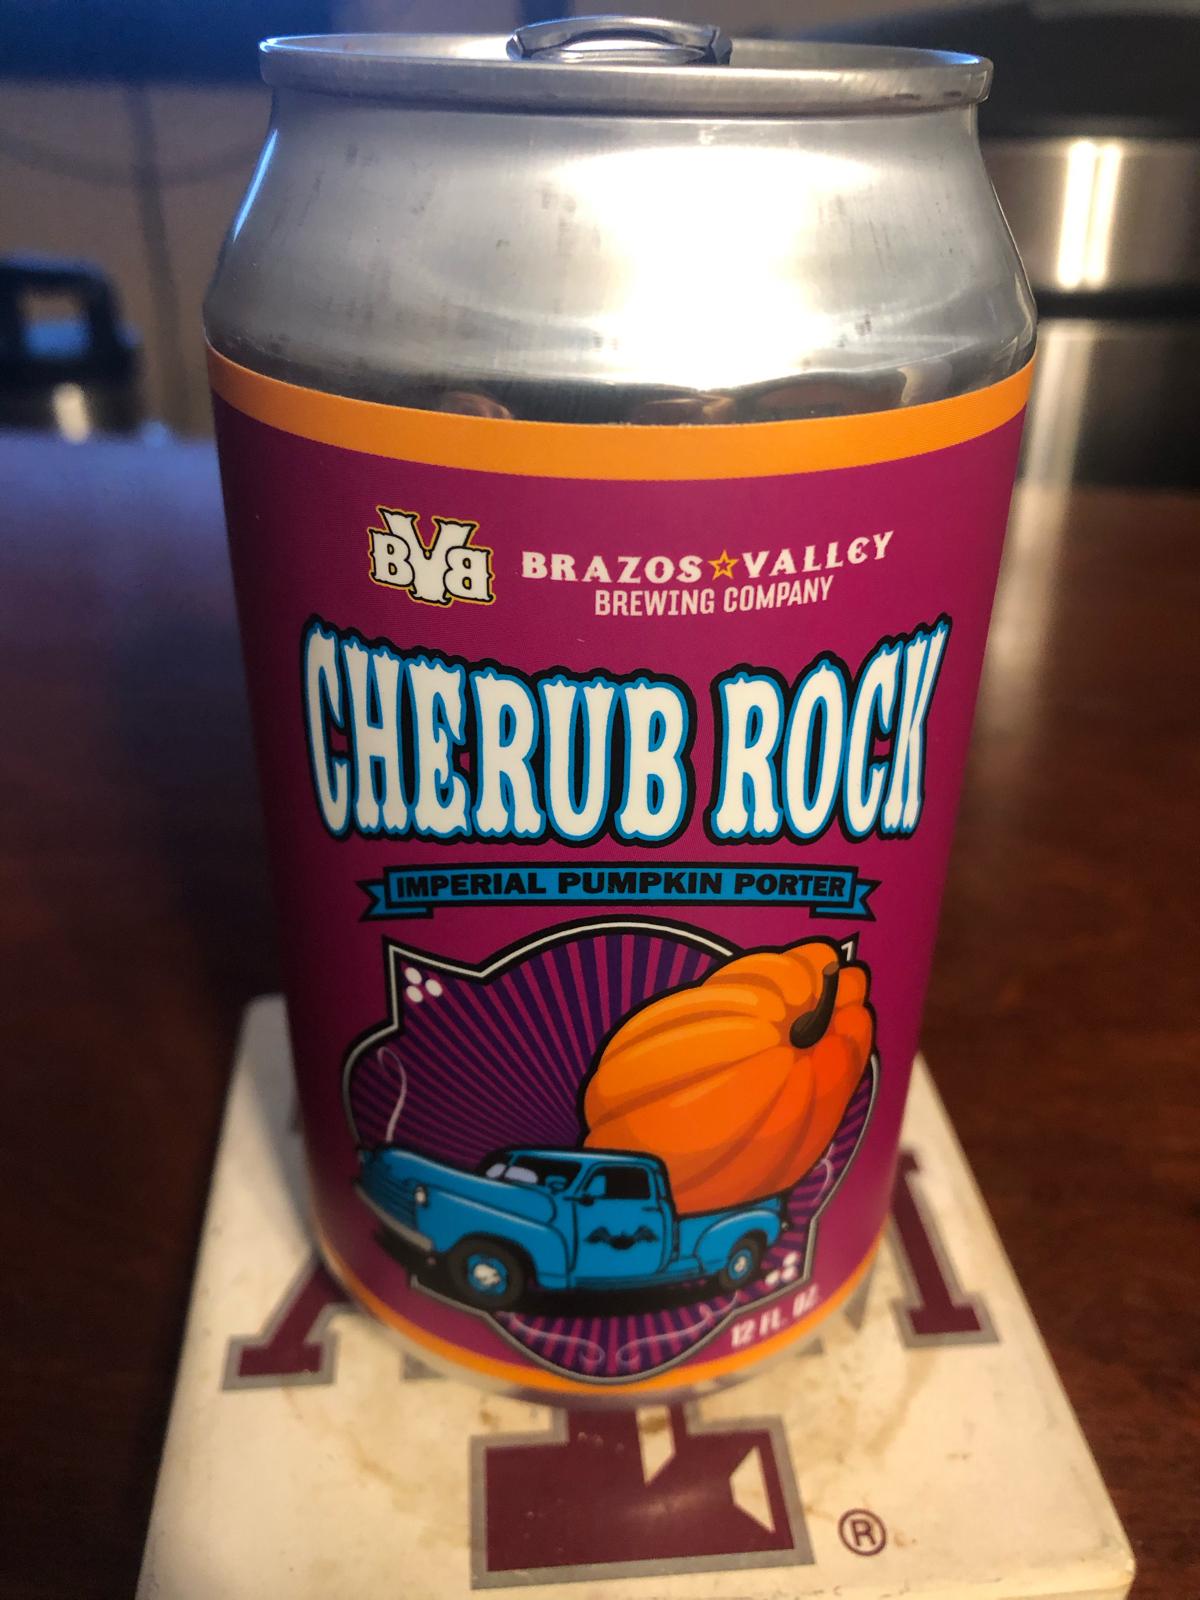 BVB
BRAZOS VALLEY
BREWING COMPANY
CHERUB ROCK
IMPERIAL PUMPKIN PORTER
12 FL. OZ
A M
®